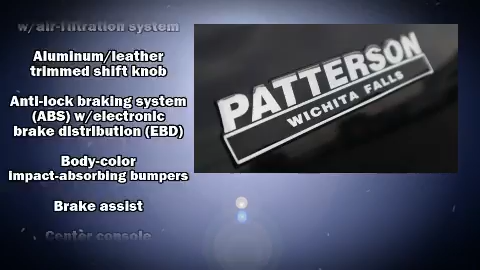 w/air-filtration system
Aluminum/leather
trimmed shift knob
Anti-lock braking system
(ABS) w/electronic
brake distribution (EBD)
Body-color
impact-absorbing bumpers
Brake assist
Center console
PATTERSON
WICHITA FALLS